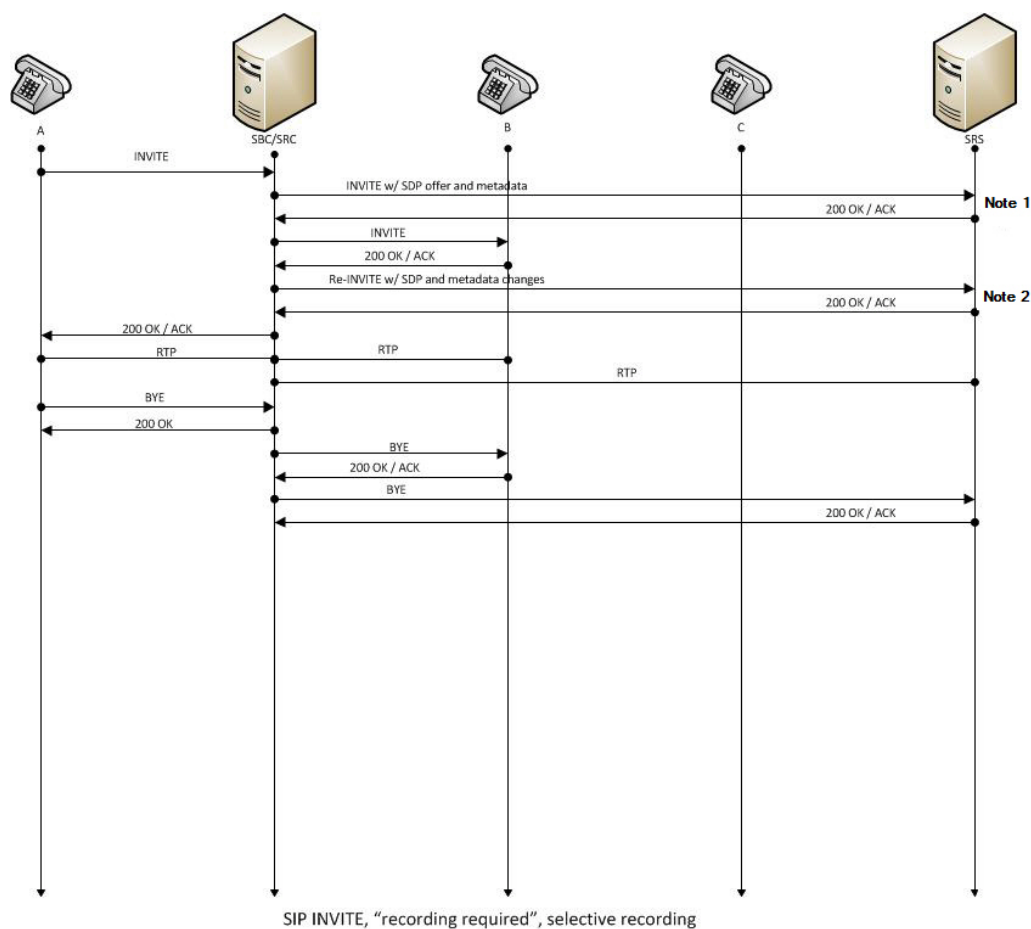 A
SBC/SRC
B
C
SRS
INVITE
INVITE w/ SDP offer and metadata
Note 1
200 OK / ACK
INVITE
200 OK / ACK
Re-INVITE w/ SDP and metadata changes
Note 2
200 OK / ACK
200 OK / ACK
RTP
RTP
RTP
BYE
200 OK
BYE
200 OK / ACK
BYE
200 OK / ACK
SIP INVITE, “recording required”, selective recording